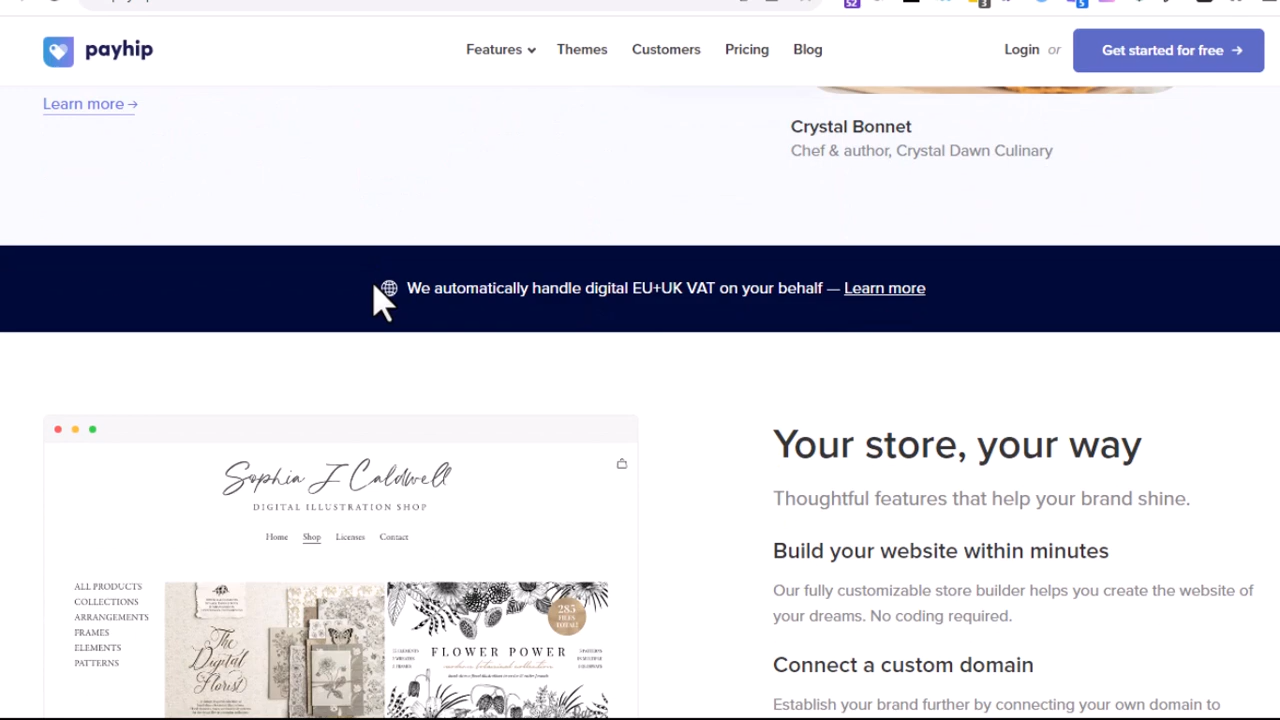 payhip
Features
Themes
Customers
Pricing
Blog
Login or
Get started for free →
Learn more →
Crystal Bonnet
Chef & author, Crystal Dawn Culinary
We automatically handle digital EU+UK VAT on your behalf — Learn more
Sophia J Caldwell
DIGITAL ILLUSTRATION SHOP
Home Shop Licenses Contact
ALL PRODUCTS
COLLECTIONS
ARRANGEMENTS
FRAMES
ELEMENTS
PATTERNS
The
Digital
Florist
285
FLOWER POWER
Your store, your way
Thoughtful features that help your brand shine.
Build your website within minutes
Our fully customizable store builder helps you create the website of
your dreams. No coding required.
Connect a custom domain
Establish your brand further by connecting your own domain to